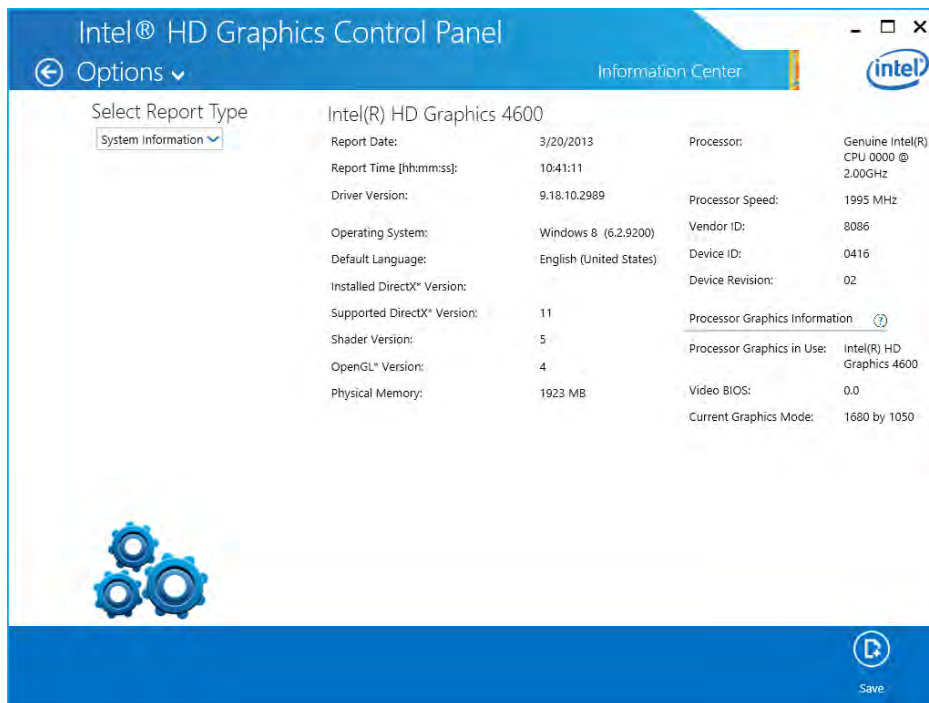 Intel® HD Graphics Control Panel
Options
Information Center
intel
Select Report Type
System Information
Intel(R) HD Graphics 4600
Report Date: 3/20/2013
Report Time [hh:mm:ss]: 10:41:11
Driver Version: 9.18.10.2989
Operating System: Windows 8 (6.2.9200)
Default Language: English (United States)
Installed DirectX* Version:
Supported DirectX* Version: 11
Shader Version: 5
OpenGL* Version: 4
Physical Memory: 1923 MB
Processor: Genuine Intel(R)
CPU 0000 @
2.00GHz
Processor Speed: 1995 MHz
Vendor ID: 8086
Device ID: 0416
Device Revision: 02
Processor Graphics Information ?
Processor Graphics in Use: Intel(R) HD
Graphics 4600
Video BIOS: 0.0
Current Graphics Mode: 1680 by 1050
Save